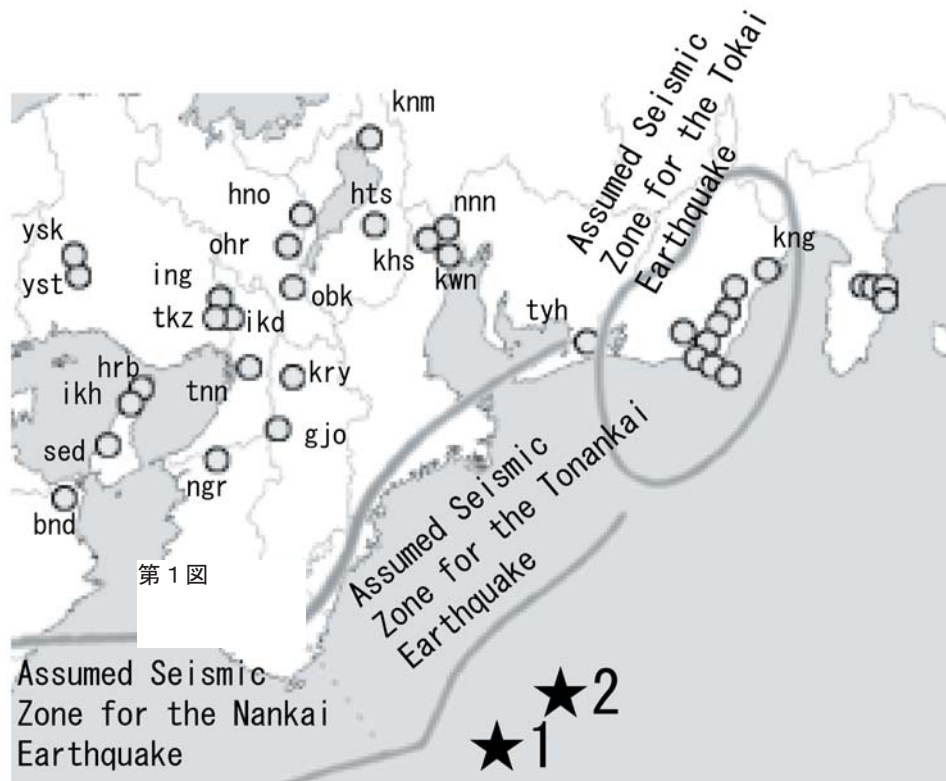 Assumed Seismic
Zone for the Tokai
Earthquake
knm
hno
hts
nnn
ysk
ohr
khs
kng
yst
ing
obk
kwn
tkz
ikd
tyh
hrb
ikh
tnn
kry
sed
gjo
ngr
bnd
Assumed Seismic
Zone for the Tonankai
Earthquake
第１図
Assumed Seismic
Zone for the Nankai
Earthquake
★2
★1